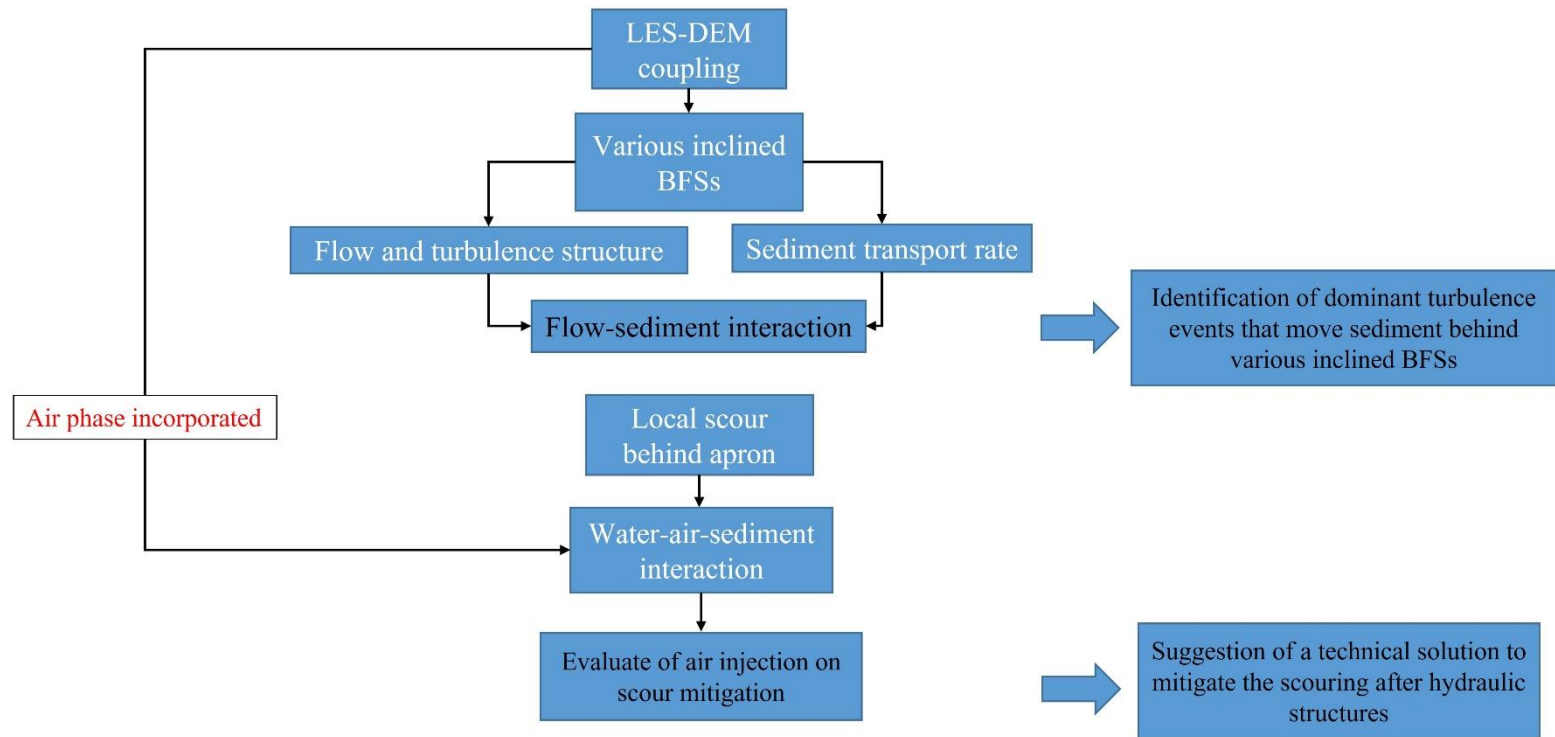 LES-DEM
coupling
Various inclined
BFSs
Flow and turbulence structure
Sediment transport rate
Flow-sediment interaction
Identification of dominant turbulence
events that move sediment behind
various inclined BFSs
Air phase incorporated
Local scour
behind apron
Water-air-sediment
interaction
Evaluate of air injection on
scour mitigation
Suggestion of a technical solution to
mitigate the scouring after hydraulic
structures